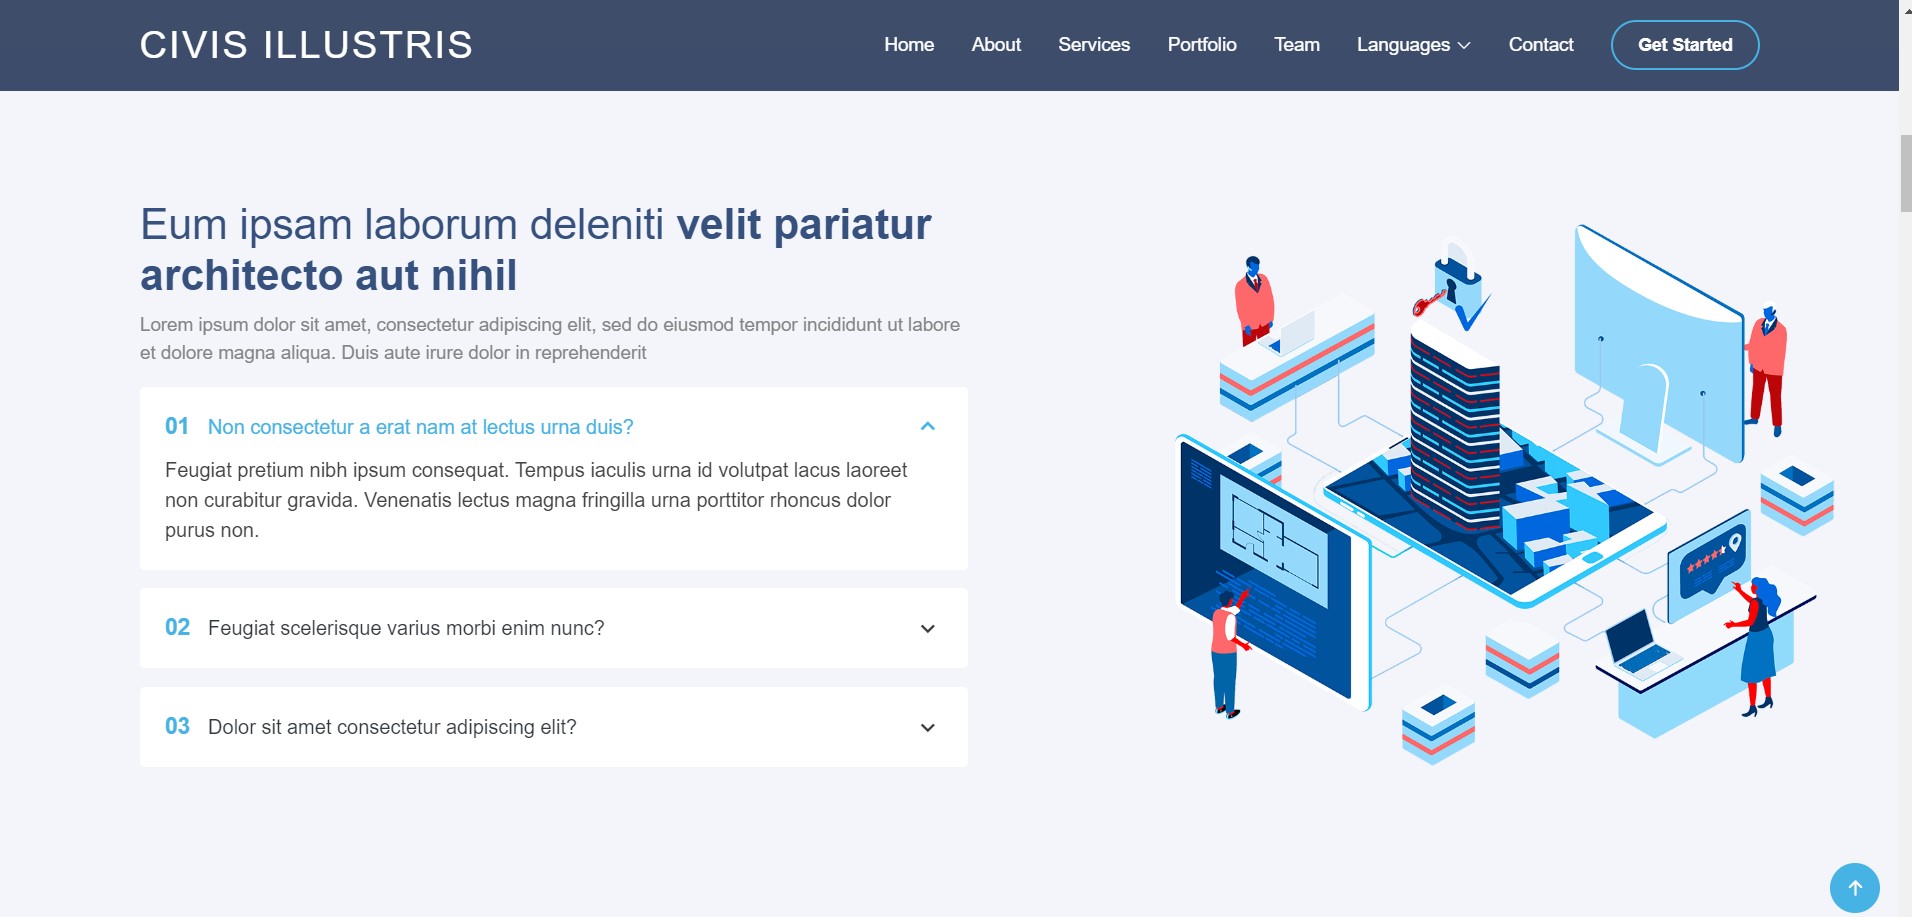 CIVIS ILLUSTRIS
Home About Services Portfolio Team Languages Contact Get Started
Eum ipsam laborum deleniti velit pariatur
architecto aut nihil
Lorem ipsum dolor sit amet, consectetur adipiscing elit, sed do eiusmod tempor incididunt ut labore
et dolore magna aliqua. Duis aute irure dolor in reprehenderit
01 Non consectetur a erat nam at lectus urna duis?
Feugiat pretium nibh ipsum consequat. Tempus iaculis urna id volutpat lacus laoreet
non curabitur gravida. Venenatis lectus magna fringilla urna porttitor rhoncus dolor
purus non.
02 Feugiat scelerisque varius morbi enim nunc?
03 Dolor sit amet consectetur adipiscing elit?